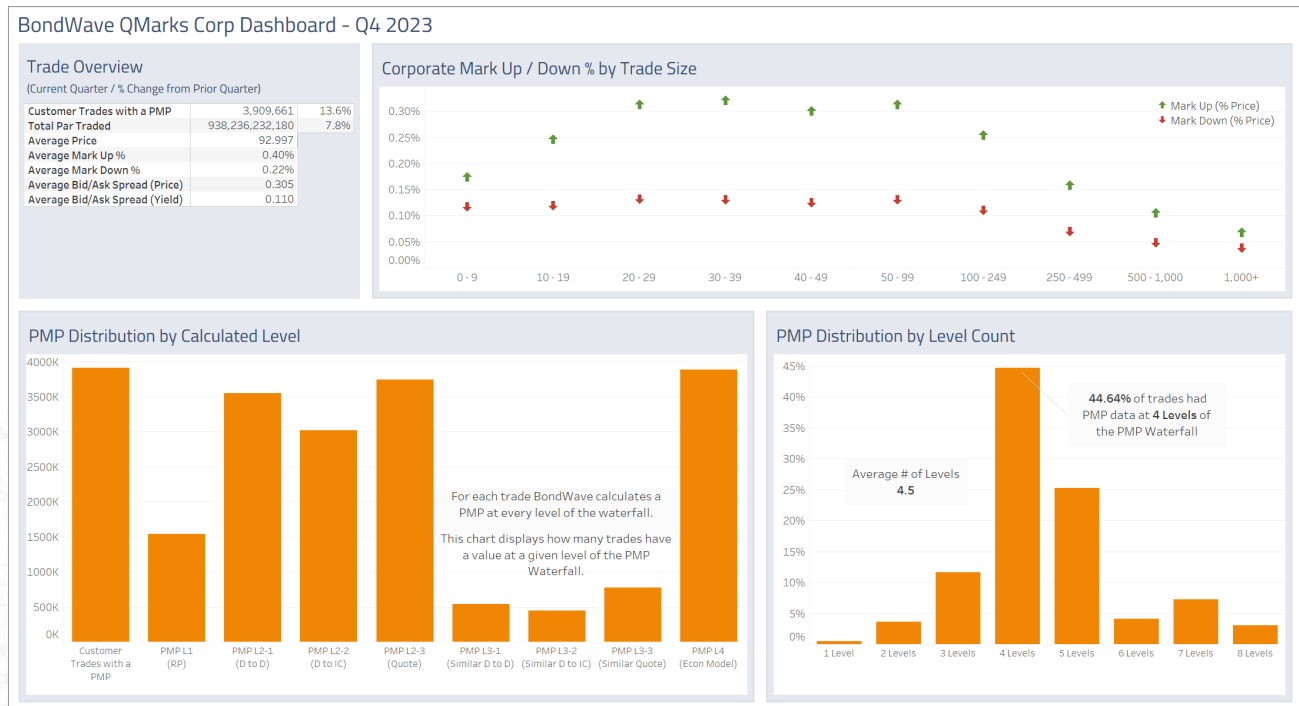 BondWave QMarks Corp Dashboard - Q4 2023
Trade Overview
(Current Quarter / % Change from Prior Quarter)
Customer Trades with a PMP 3,909,661 13.6%
Total Par Traded 938,236,232,180 7.8%
Average Price 92.997
Average Mark Up % 0.40%
Average Mark Down % 0.22%
Average Bid/Ask Spread (Price) 0.305
Average Bid/Ask Spread (Yield) 0.110
Corporate Mark Up / Down % by Trade Size
0.30%
0.25%
0.20%
0.15%
0.10%
0.05%
0.00%
Mark Up (% Price)
Mark Down (% Price)
0 - 9 10 - 19 20 - 29 30 - 39 40 - 49 50 - 99 100 - 249 250 - 499 500 - 1,000 1,000+
PMP Distribution by Calculated Level
4000K
3500K
3000K
2500K
2000K
1500K
1000K
500K
0K
For each trade BondWave calculates a
PMP at every level of the waterfall.
This chart displays how many trades have
a value at a given level of the PMP
Waterfall.
Customer PMP L1 PMP L2-1 PMP L2-2 PMP L2-3 PMP L3-1 PMP L3-2 PMP L3-3 PMP L4
Trades with a (RP) (D to D) (D to IC) (Quote) (Similar D to D) (Similar D to IC) (Similar Quote) (Econ Model)
PMP
PMP Distribution by Level Count
45%
40%
35%
30%
25%
20%
15%
10%
5%
0%
44.64% of trades had
PMP data at 4 Levels of
the PMP Waterfall
Average # of Levels
4.5
1 Level 2 Levels 3 Levels 4 Levels 5 Levels 6 Levels 7 Levels 8 Levels